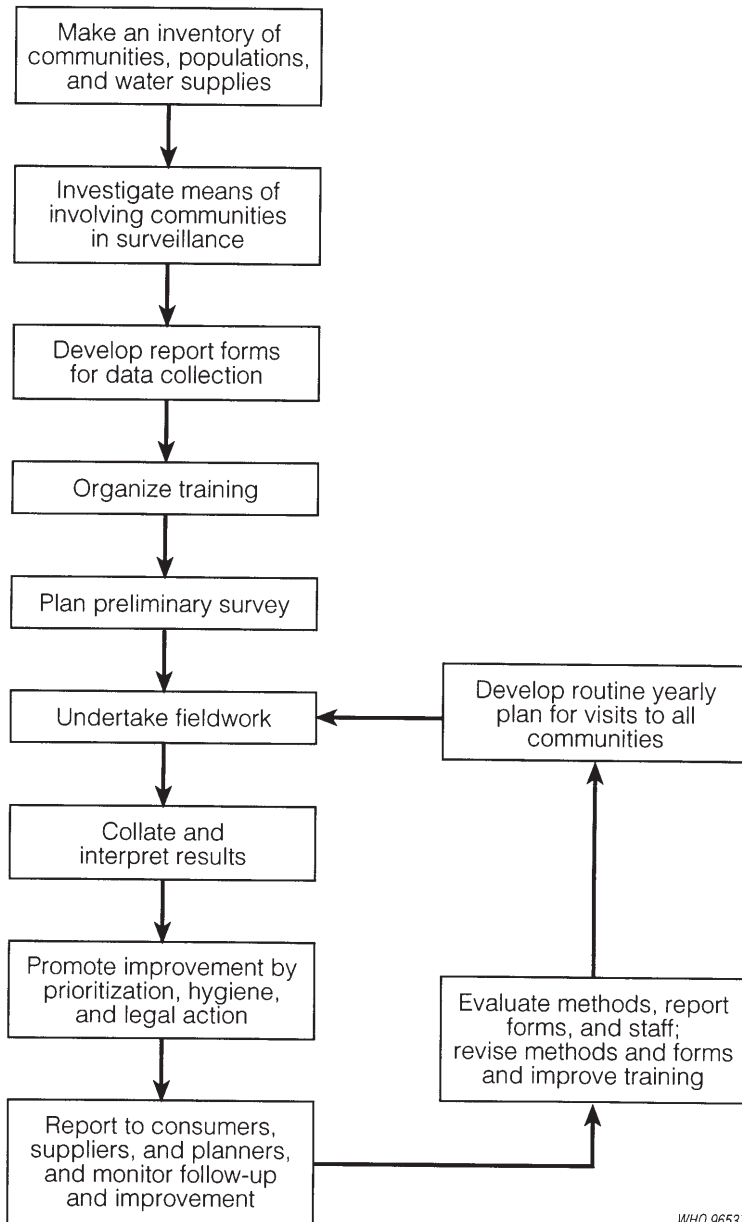 Make an inventory of
communities, populations,
and water supplies
Investigate means of
involving communities
in surveillance
Develop report forms
for data collection
Organize training
Plan preliminary survey
Undertake fieldwork
Develop routine yearly
plan for visits to all
communities
Collate and
interpret results
Promote improvement by
prioritization, hygiene,
and legal action
Evaluate methods, report
forms, and staff;
revise methods and forms
and improve training
Report to consumers,
suppliers, and planners,
and monitor follow-up
and improvement